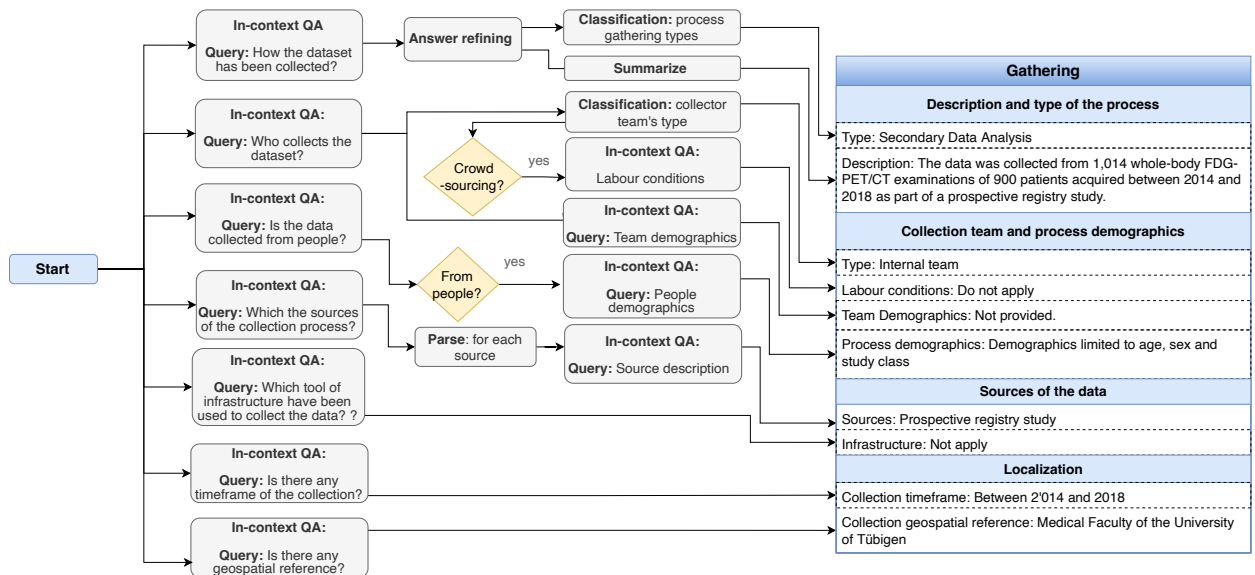 Start
In-context QA
Query: How the dataset
has been collected?
Answer refining
Classification: process
gathering types
Summarize
In-context QA:
Query: Who collects the
dataset?
Classification: collector
team's type
Crowd
-sourcing?
yes
In-context QA:
Labour conditions
In-context QA:
Query: Team demographics
In-context QA:
Query: Is the data
collected from people?
From
people?
yes
In-context QA:
Query: People
demographics
In-context QA:
Query: Which the sources
of the collection process?
Parse: for each
source
In-context QA:
Query: Source description
In-context QA:
Query: Which tool of
infrastructure have been
used to collect the data? ?
In-context QA:
Query: Is there any
timeframe of the collection?
In-context QA:
Query: Is there any
geospatial reference?
Gathering
Description and type of the process
Type: Secondary Data Analysis
Description: The data was collected from 1,014 whole-body FDG-
PET/CT examinations of 900 patients acquired between 2014 and
2018 as part of a prospective registry study.
Collection team and process demographics
Type: Internal team
Labour conditions: Do not apply
Team Demographics: Not provided.
Process demographics: Demographics limited to age, sex and
study class
Sources of the data
Sources: Prospective registry study
Infrastructure: Not apply
Localization
Collection timeframe: Between 2'014 and 2018
Collection geospatial reference: Medical Faculty of the University
of Tübigen